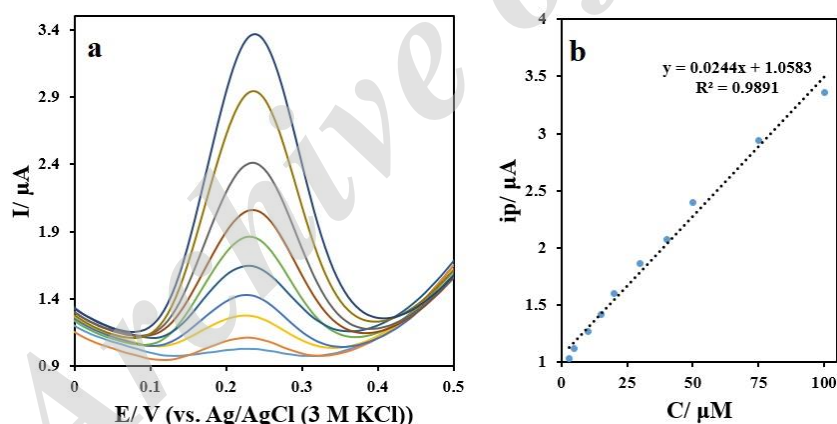 a
3.4
2.9
2.4
1.9
1.4
0.9
I/ μA
0 0.1 0.2 0.3 0.4 0.5
E/ V (vs. Ag/AgCl (3 M KCl))
b
y = 0.0244x + 1.0583
R² = 0.9891
4
3.5
3
2.5
2
1.5
1
ip/ μA
0 25 50 75 100
C/ μM
Archive